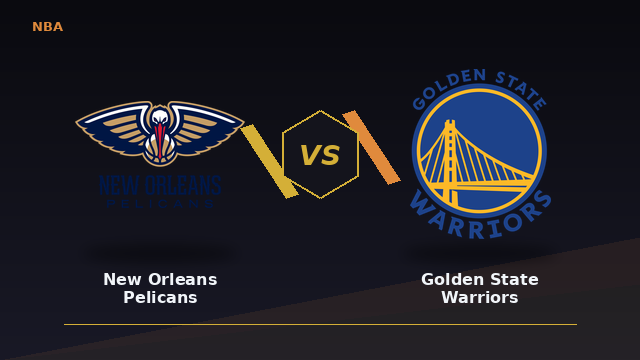 NBA
NEW ORLEANS
PELICANS
VS
GOLDEN STATE
WARRIORS
New Orleans
Pelicans
Golden State
Warriors